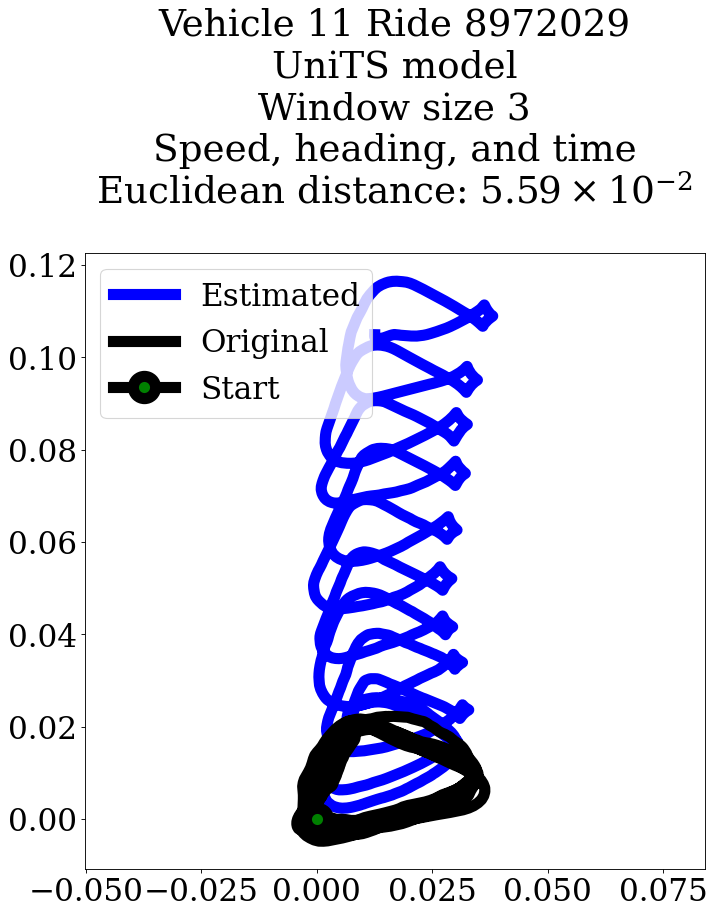 Vehicle 11 Ride 8972029
UniTS model
Window size 3
Speed, heading, and time
Euclidean distance: 5.59 × 10⁻²
0.12
0.10
0.08
0.06
0.04
0.02
0.00
Estimated
Original
Start
−0.050 −0.025 0.000 0.025 0.050 0.075